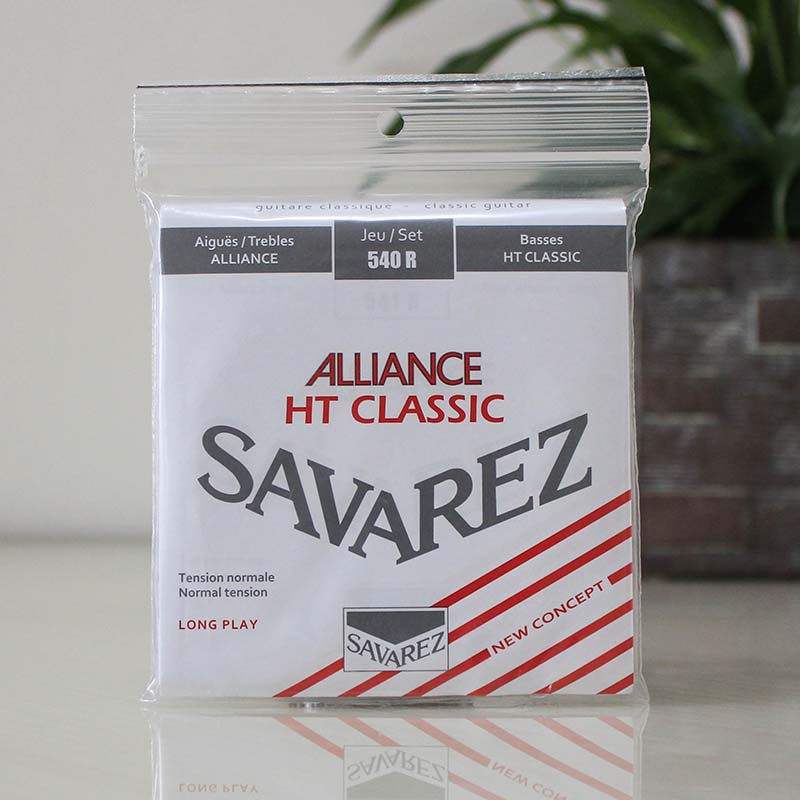 guitare classique - classic guitar
Aiguës / Trebles
ALLIANCE
Jeu / Set
540 R
Basses
HT CLASSIC
ALLIANCE
HT CLASSIC
SAVAREZ
Tension normale
Normal tension
LONG PLAY
NEW CONCEPT
SAVAREZ